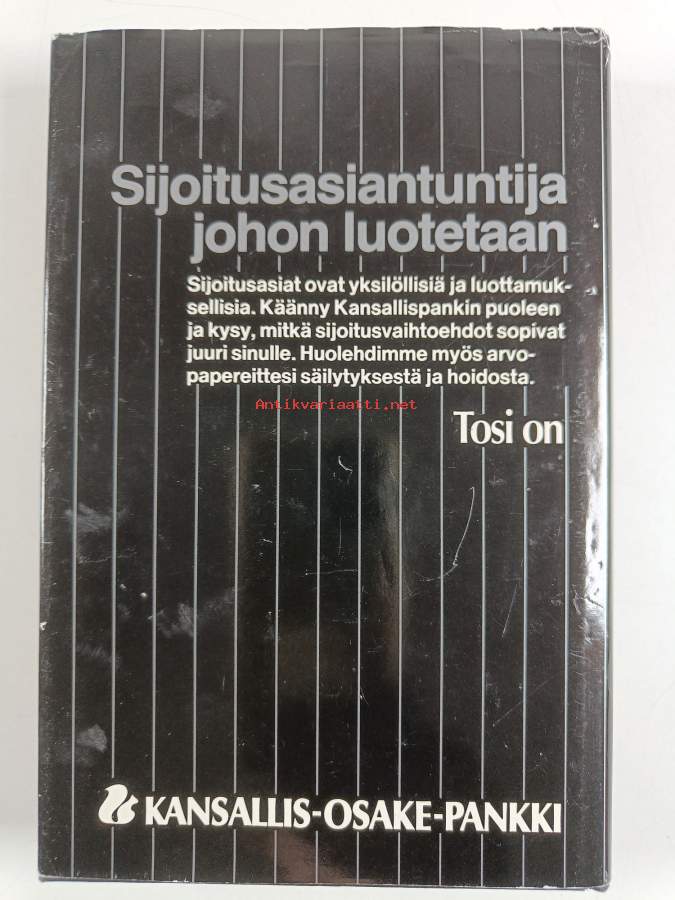 Sijoitusasiantuntija
johon luotetaan
Sijoitusasiat ovat yksilöllisiä ja luottamuk-
sellisia. Käänny Kansallispankin puoleen
ja kysy, mitkä sijoitusvaihtoehdot sopivat
juuri sinulle. Huolehdimme myös arvo-
papereittesi säilytyksestä ja hoidosta.
Antikvariaatti.net
Tosi on
KANSALLIS-OSAKE-PANKKI